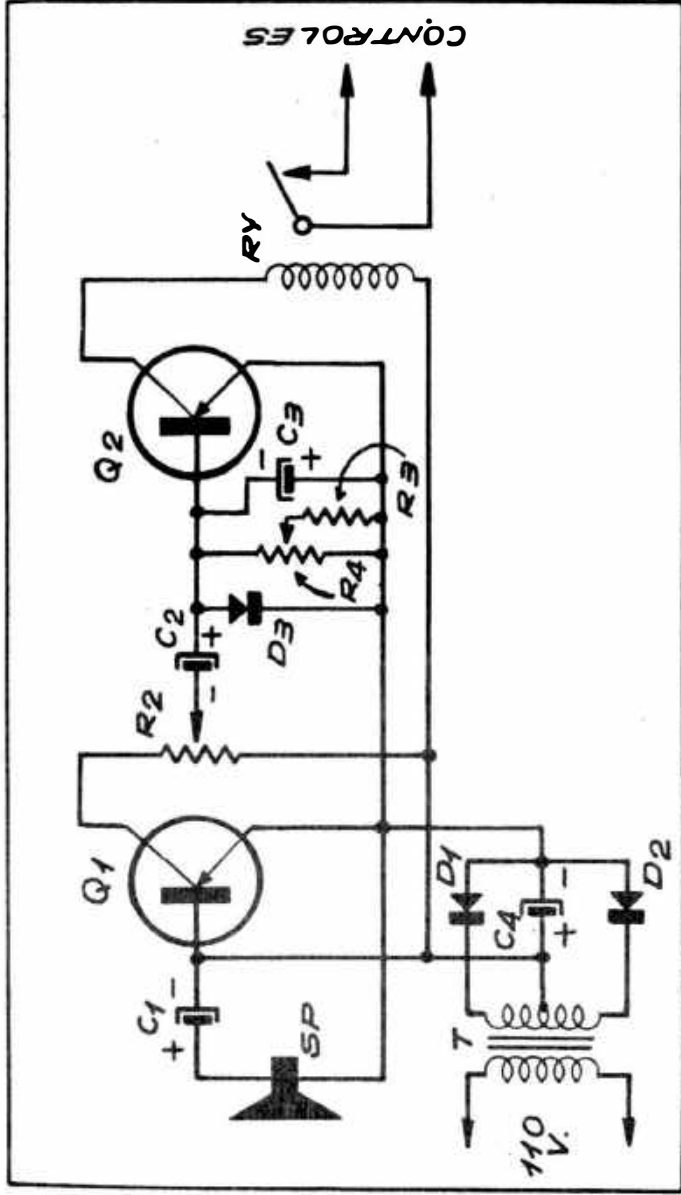 CONTROLES
RY
Q2
C3
- +
R3
R4
D3
C2
- +
R2
Q1
C1
+ -
SP
D1
C4
+ -
D2
T
110
V.